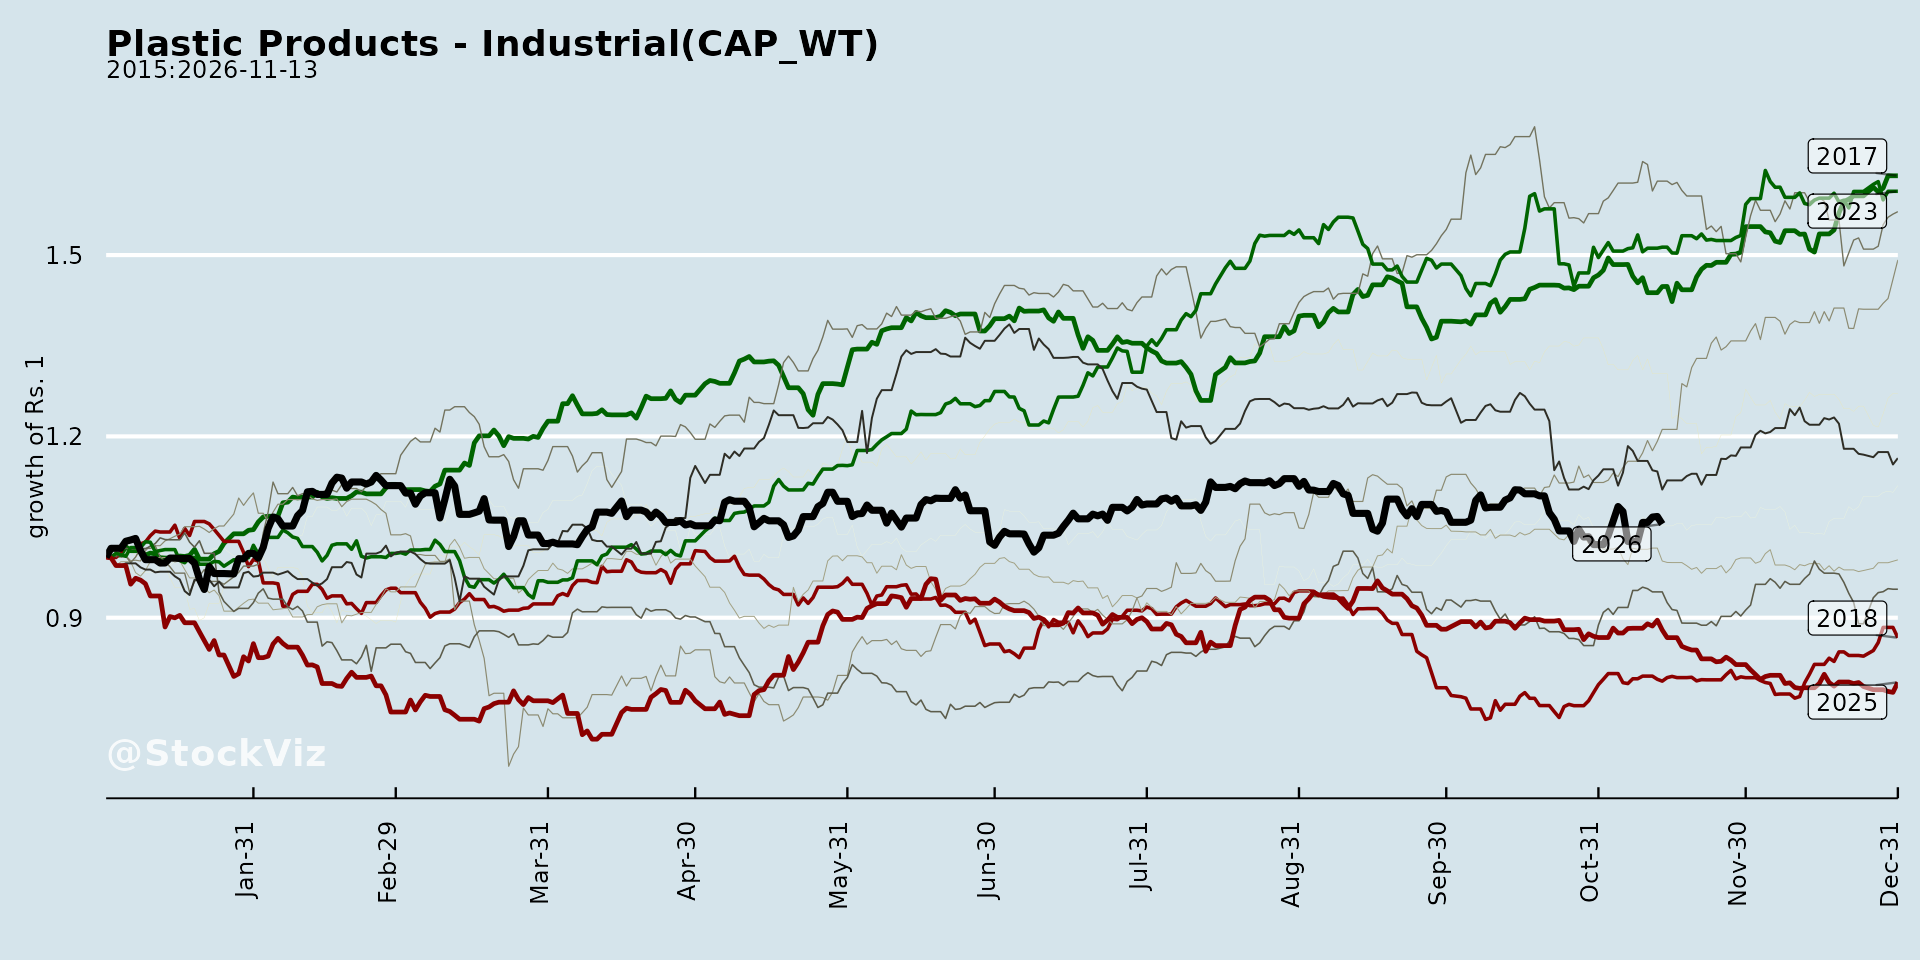 Plastic Products - Industrial(CAP_WT)
2015:2026-11-13
growth of Rs. 1
1.5
1.2
0.9
2017
2023
2026
2018
2025
@StockViz
Jan-31
Feb-29
Mar-31
Apr-30
May-31
Jun-30
Jul-31
Aug-31
Sep-30
Oct-31
Nov-30
Dec-31